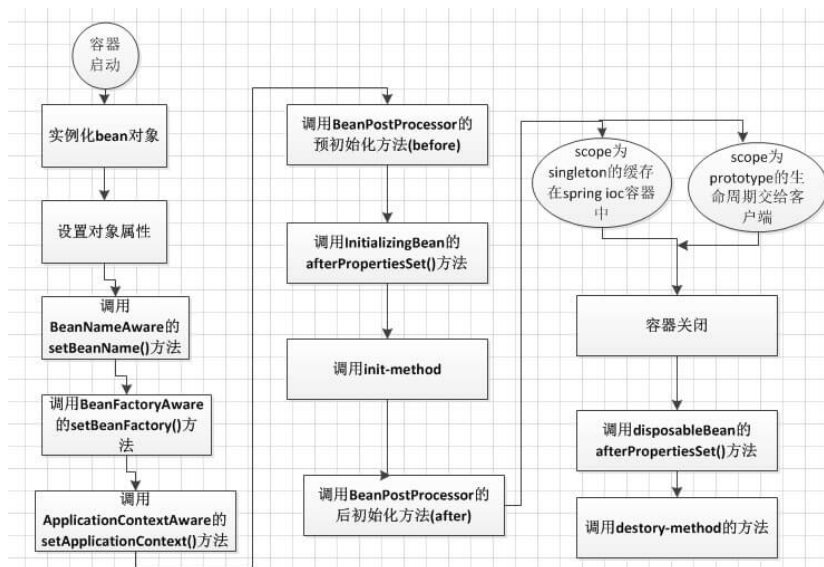 容器
启动
实例化bean对象
设置对象属性
调用
BeanNameAware的
setBeanName()方法
调用BeanFactoryAware
的setBeanFactory()方
法
调用
ApplicationContextAware的
setApplicationContext()方法
调用BeanPostProcessor的
预初始化方法(before)
调用InitializingBean的
afterPropertiesSet()方法
调用init-method
调用BeanPostProcessor的
后初始化方法(after)
scope为
singleton的缓存
在spring ioc容器
中
scope为
prototype的生
命周期交给客
户端
容器关闭
调用disposableBean的
afterPropertiesSet()方法
调用destory-method的方法